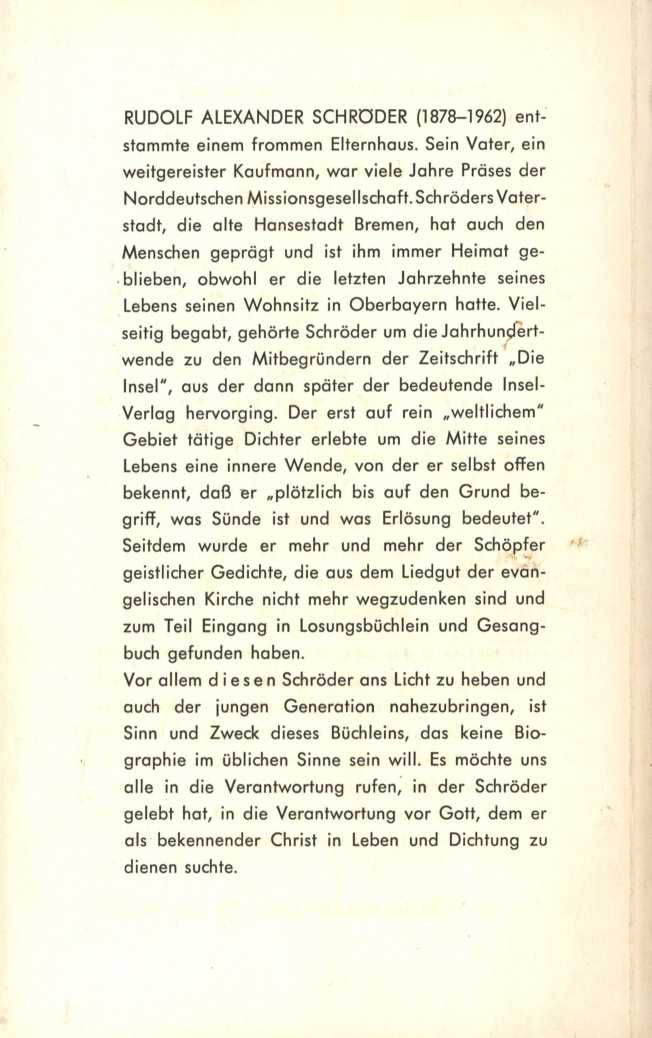 RUDOLF ALEXANDER SCHRÖDER (1878–1962) ent-
stammte einem frommen Elternhaus. Sein Vater, ein
weitgereister Kaufmann, war viele Jahre Präses der
Norddeutschen Missionsgesellschaft. Schröders Vater-
stadt, die alte Hansestadt Bremen, hat auch den
Menschen geprägt und ist ihm immer Heimat ge-
blieben, obwohl er die letzten Jahrzehnte seines
Lebens seinen Wohnsitz in Oberbayern hatte. Viel-
seitig begabt, gehörte Schröder um die Jahrhundert-
wende zu den Mitbegründern der Zeitschrift „Die
Insel“, aus der dann später der bedeutende Insel-
Verlag hervorging. Der erst auf rein „weltlichem“
Gebiet tätige Dichter erlebte um die Mitte seines
Lebens eine innere Wende, von der er selbst offen
bekennt, daß er „plötzlich bis auf den Grund be-
griff, was Sünde ist und was Erlösung bedeutet“.
Seitdem wurde er mehr und mehr der Schöpfer
geistlicher Gedichte, die aus dem Liedgut der evan-
gelischen Kirche nicht mehr wegzudenken sind und
zum Teil Eingang in Losungsbüchlein und Gesang-
buch gefunden haben.
Vor allem d i e s e n Schröder ans Licht zu heben und
auch der jungen Generation nahezubringen, ist
Sinn und Zweck dieses Büchleins, das keine Bio-
graphie im üblichen Sinne sein will. Es möchte uns
alle in die Verantwortung rufen, in der Schröder
gelebt hat, in die Verantwortung vor Gott, dem er
als bekennender Christ in Leben und Dichtung zu
dienen suchte.